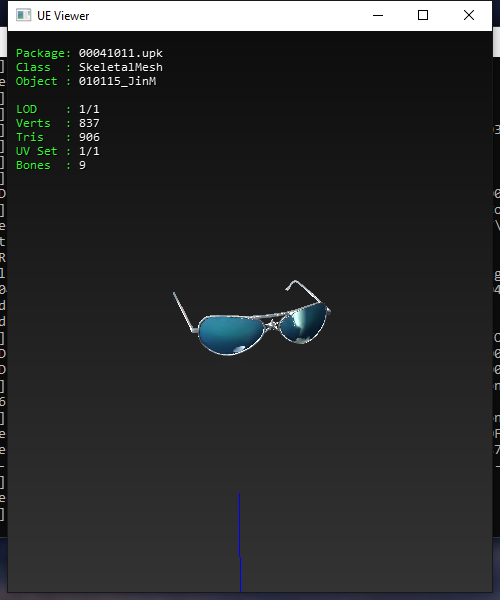 UE Viewer
Package: 00041011.upk
Class  : SkeletalMesh
Object : 010115_JinM
LOD    : 1/1
Verts  : 837
Tris   : 906
UV Set : 1/1
Bones  : 9